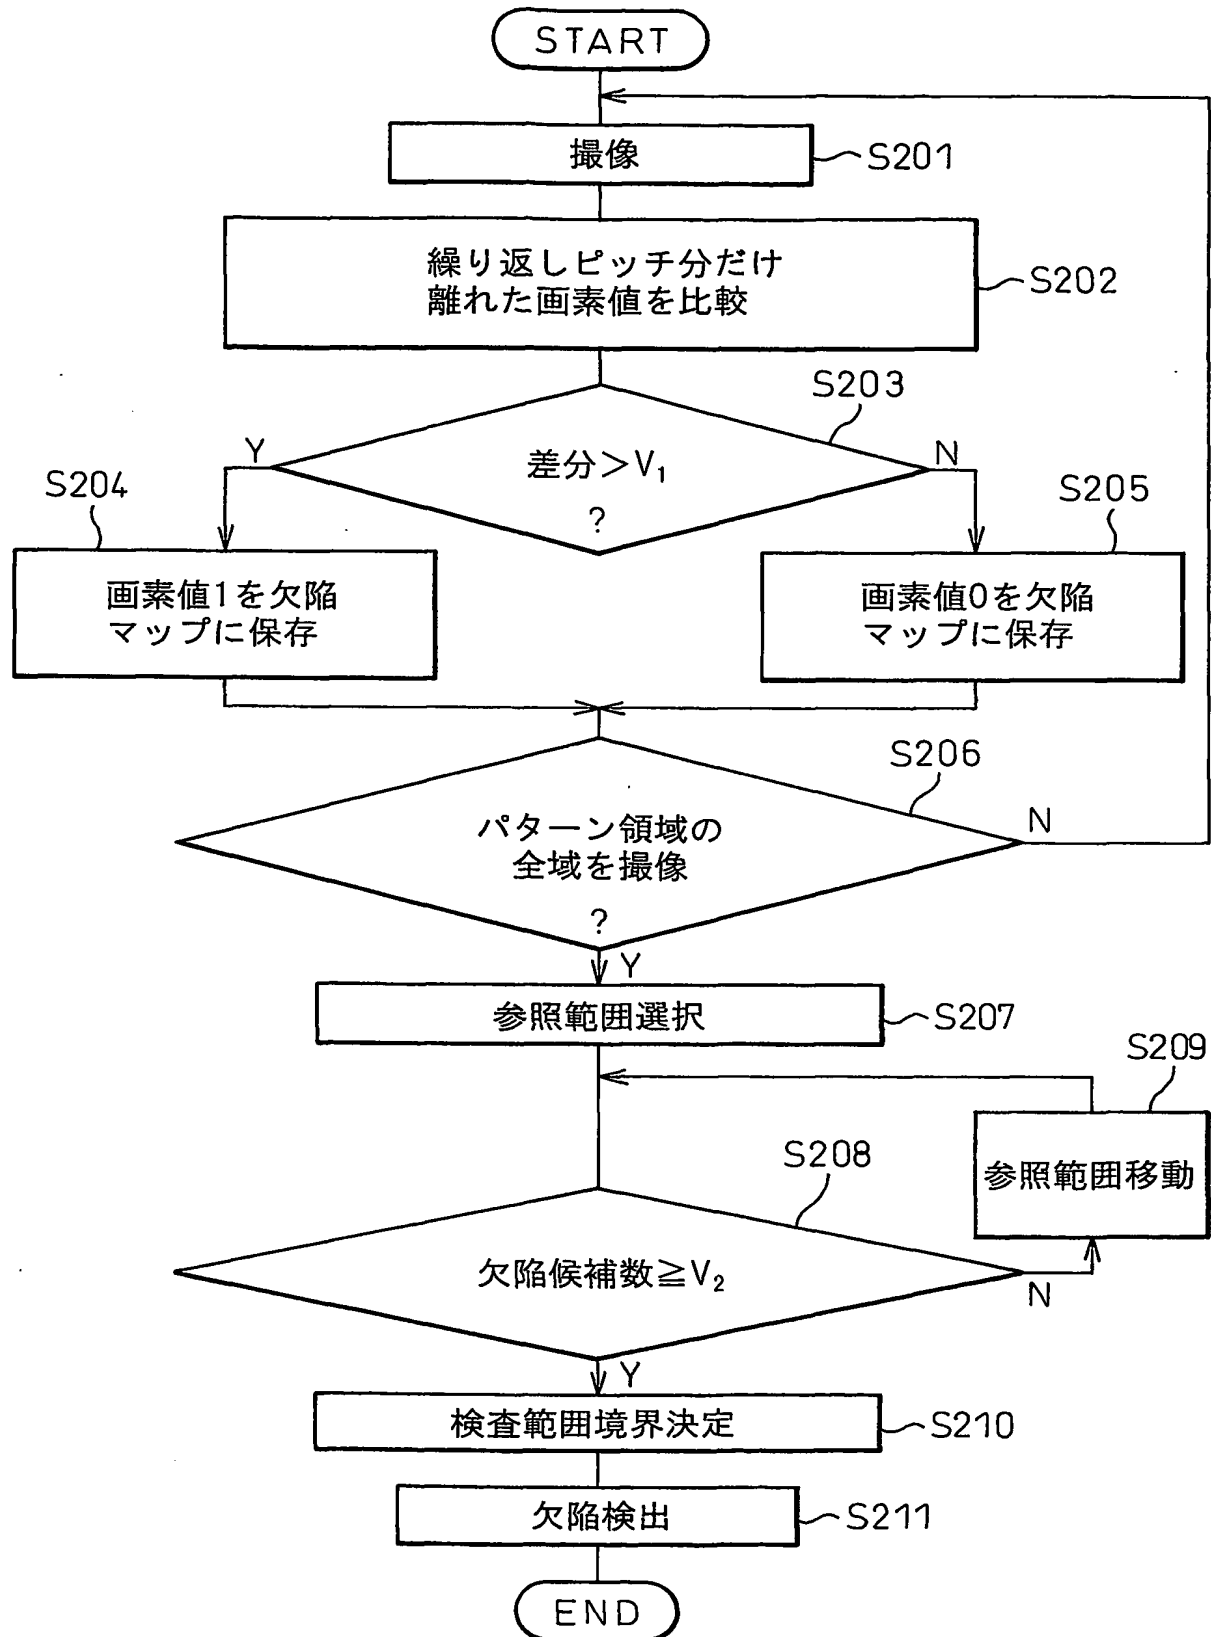 START
撮像
S201
繰り返しピッチ分だけ
離れた画素値を比較
S202
S203
差分＞V₁
?
Y
N
S204
画素値1を欠陥
マップに保存
S205
画素値0を欠陥
マップに保存
S206
パターン領域の
全域を撮像
?
N
Y
参照範囲選択
S207
S209
参照範囲移動
S208
欠陥候補数≧V₂
N
Y
検査範囲境界決定
S210
欠陥検出
S211
END